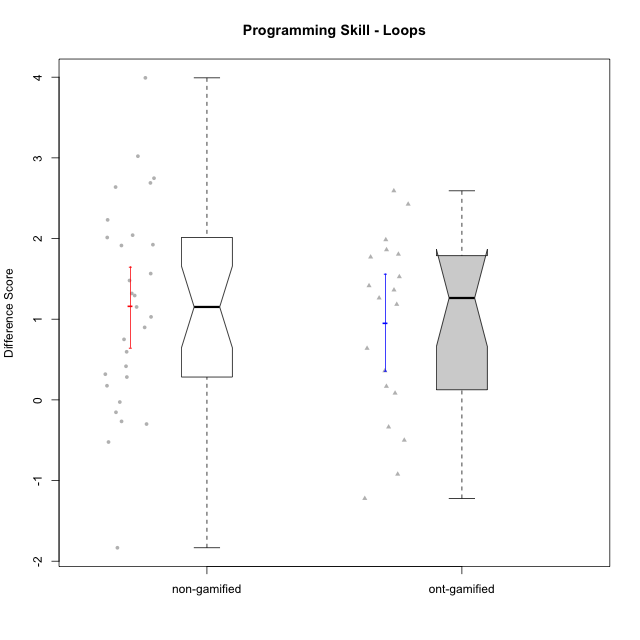 Programming Skill - Loops
Difference Score
4
3
2
1
0
-1
-2
non-gamified
ont-gamified